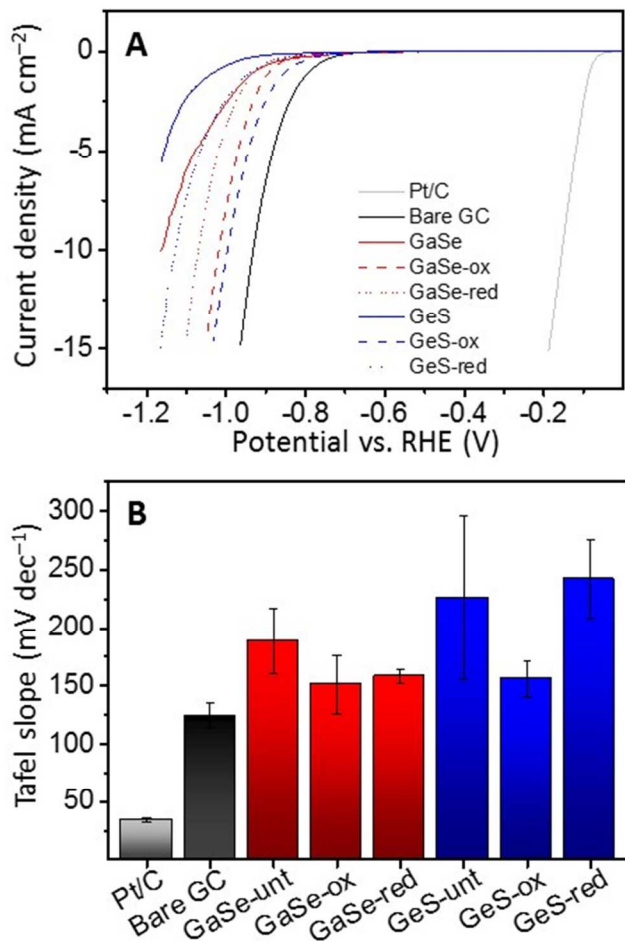 A
0
-5
-10
-15
Current density (mA cm⁻²)
Pt/C
Bare GC
GaSe
GaSe-ox
GaSe-red
GeS
GeS-ox
GeS-red
-1.2 -1.0 -0.8 -0.6 -0.4 -0.2
Potential vs. RHE (V)
B
300
250
200
150
100
50
Tafel slope (mV dec⁻¹)
Pt/C
Bare GC
GaSe-unt
GaSe-ox
GaSe-red
GeS-unt
GeS-ox
GeS-red